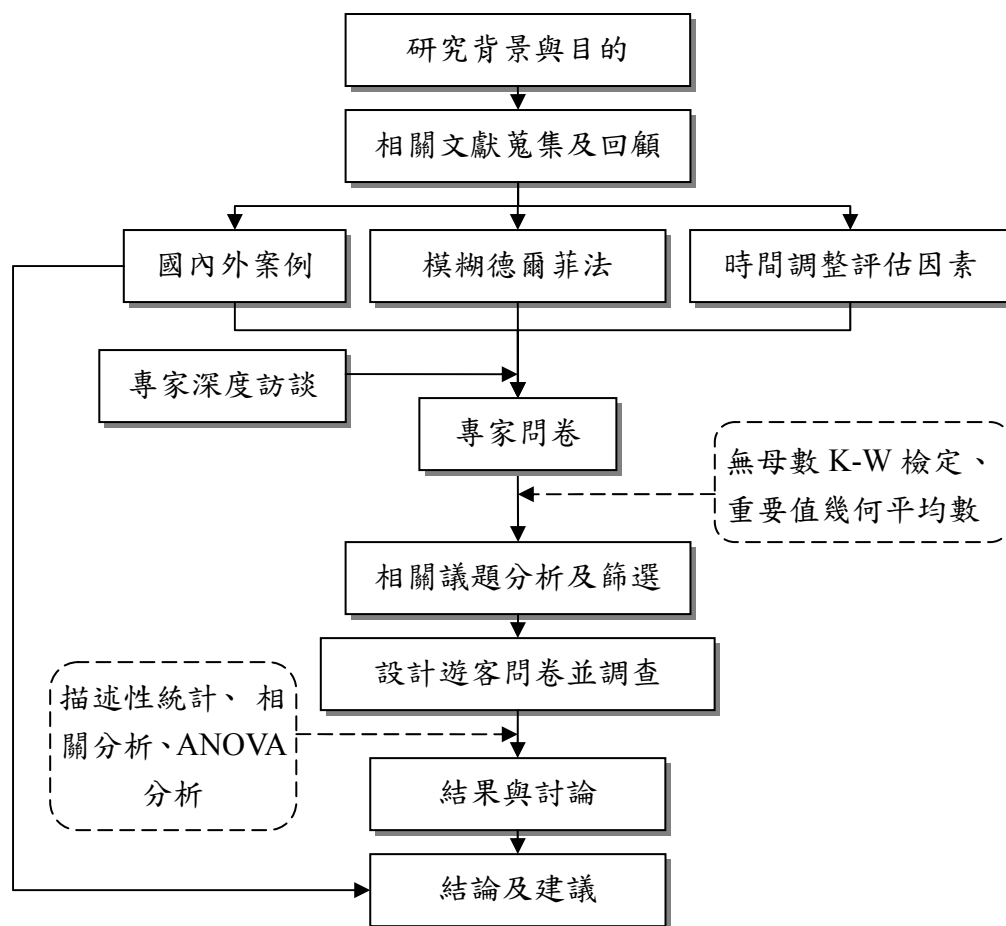 研究背景與目的
相關文獻蒐集及回顧
國內外案例
模糊德爾菲法
時間調整評估因素
專家深度訪談
專家問卷
無母數 K-W 檢定、
重要值幾何平均數
相關議題分析及篩選
設計遊客問卷並調查
描述性統計、 相
關分析、ANOVA
分析
結果與討論
結論及建議